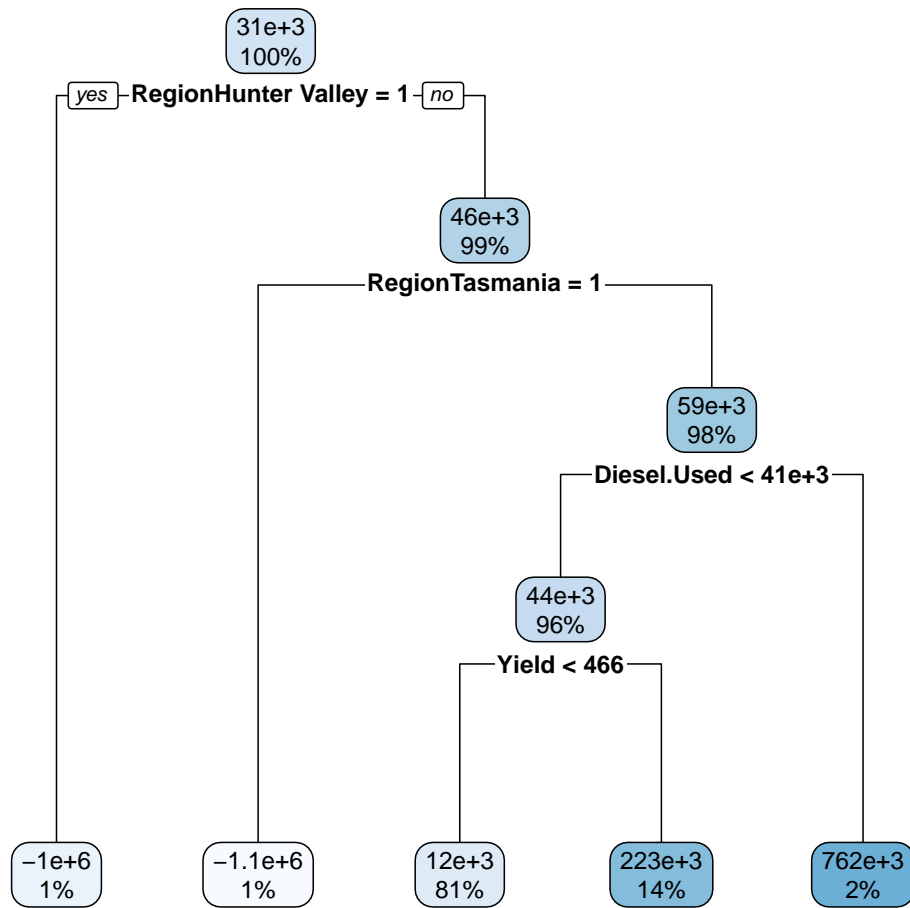 31e+3
100%
yes RegionHunter Valley = 1 no
46e+3
99%
RegionTasmania = 1
59e+3
98%
Diesel.Used < 41e+3
44e+3
96%
Yield < 466
−1e+6
1%
−1.1e+6
1%
12e+3
81%
223e+3
14%
762e+3
2%